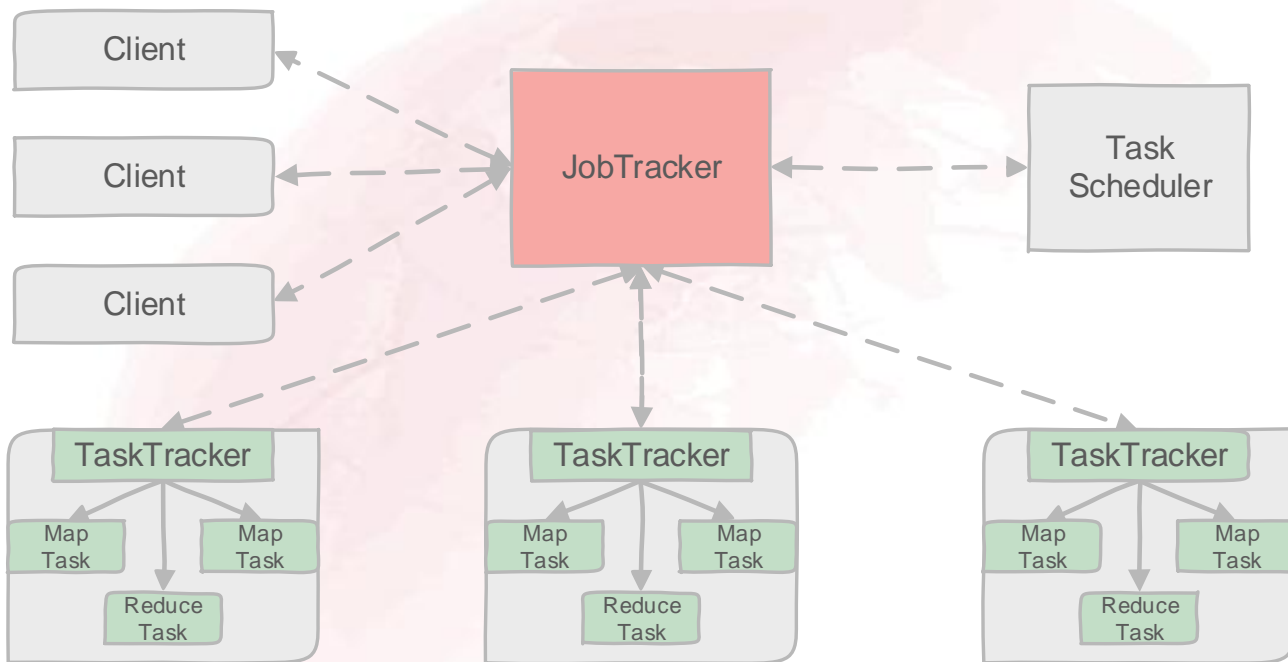 Client
Client
Client
JobTracker
Task
Scheduler
TaskTracker
Map
Task
Map
Task
Reduce
Task
TaskTracker
Map
Task
Map
Task
Reduce
Task
TaskTracker
Map
Task
Map
Task
Reduce
Task